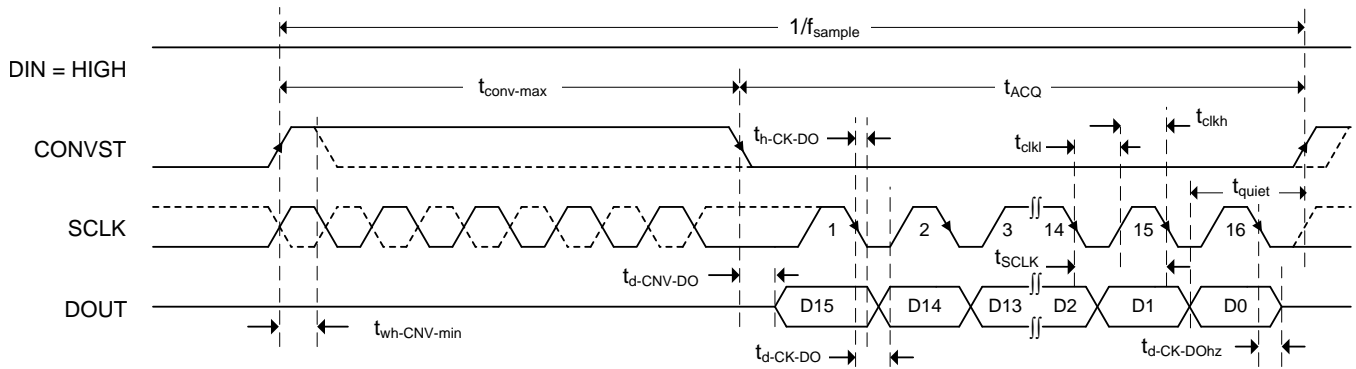 1/fsample
DIN = HIGH
tconv-max
tACQ
CONVST
th-CK-DO
tclkh
tclkl
tquiet
SCLK
1 2 3 14 15 16
tSCLK
td-CNV-DO
DOUT
D15 D14 D13 D2 D1 D0
twh-CNV-min
td-CK-DO
td-CK-DOhz